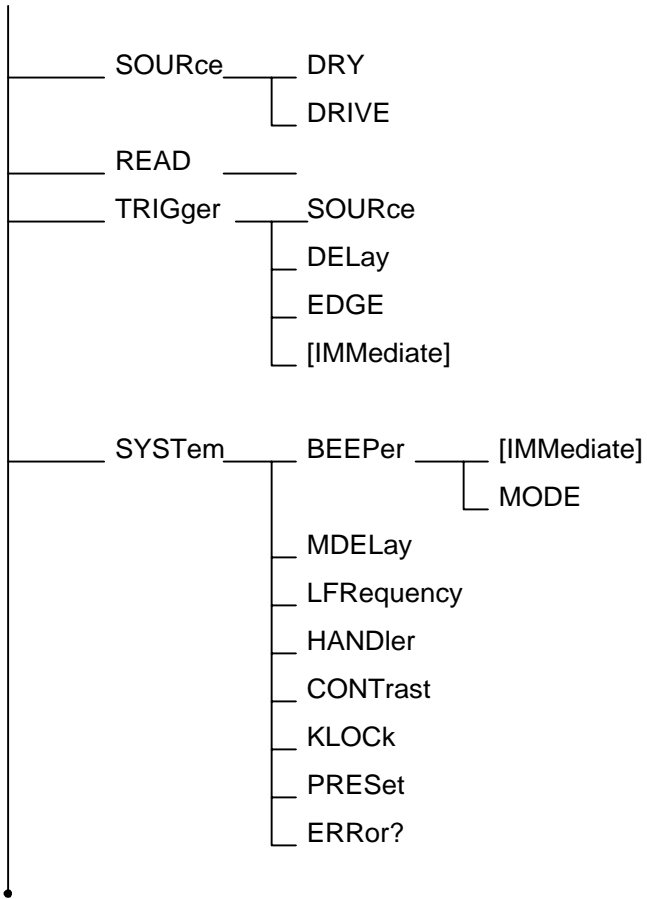 SOURce DRY
DRIVE
READ
TRIGger SOURce
DELay
EDGE
[IMMediate]
SYSTem BEEPer [IMMediate]
MODE
MDELay
LFRequency
HANDler
CONTrast
KLOCk
PRESet
ERRor?